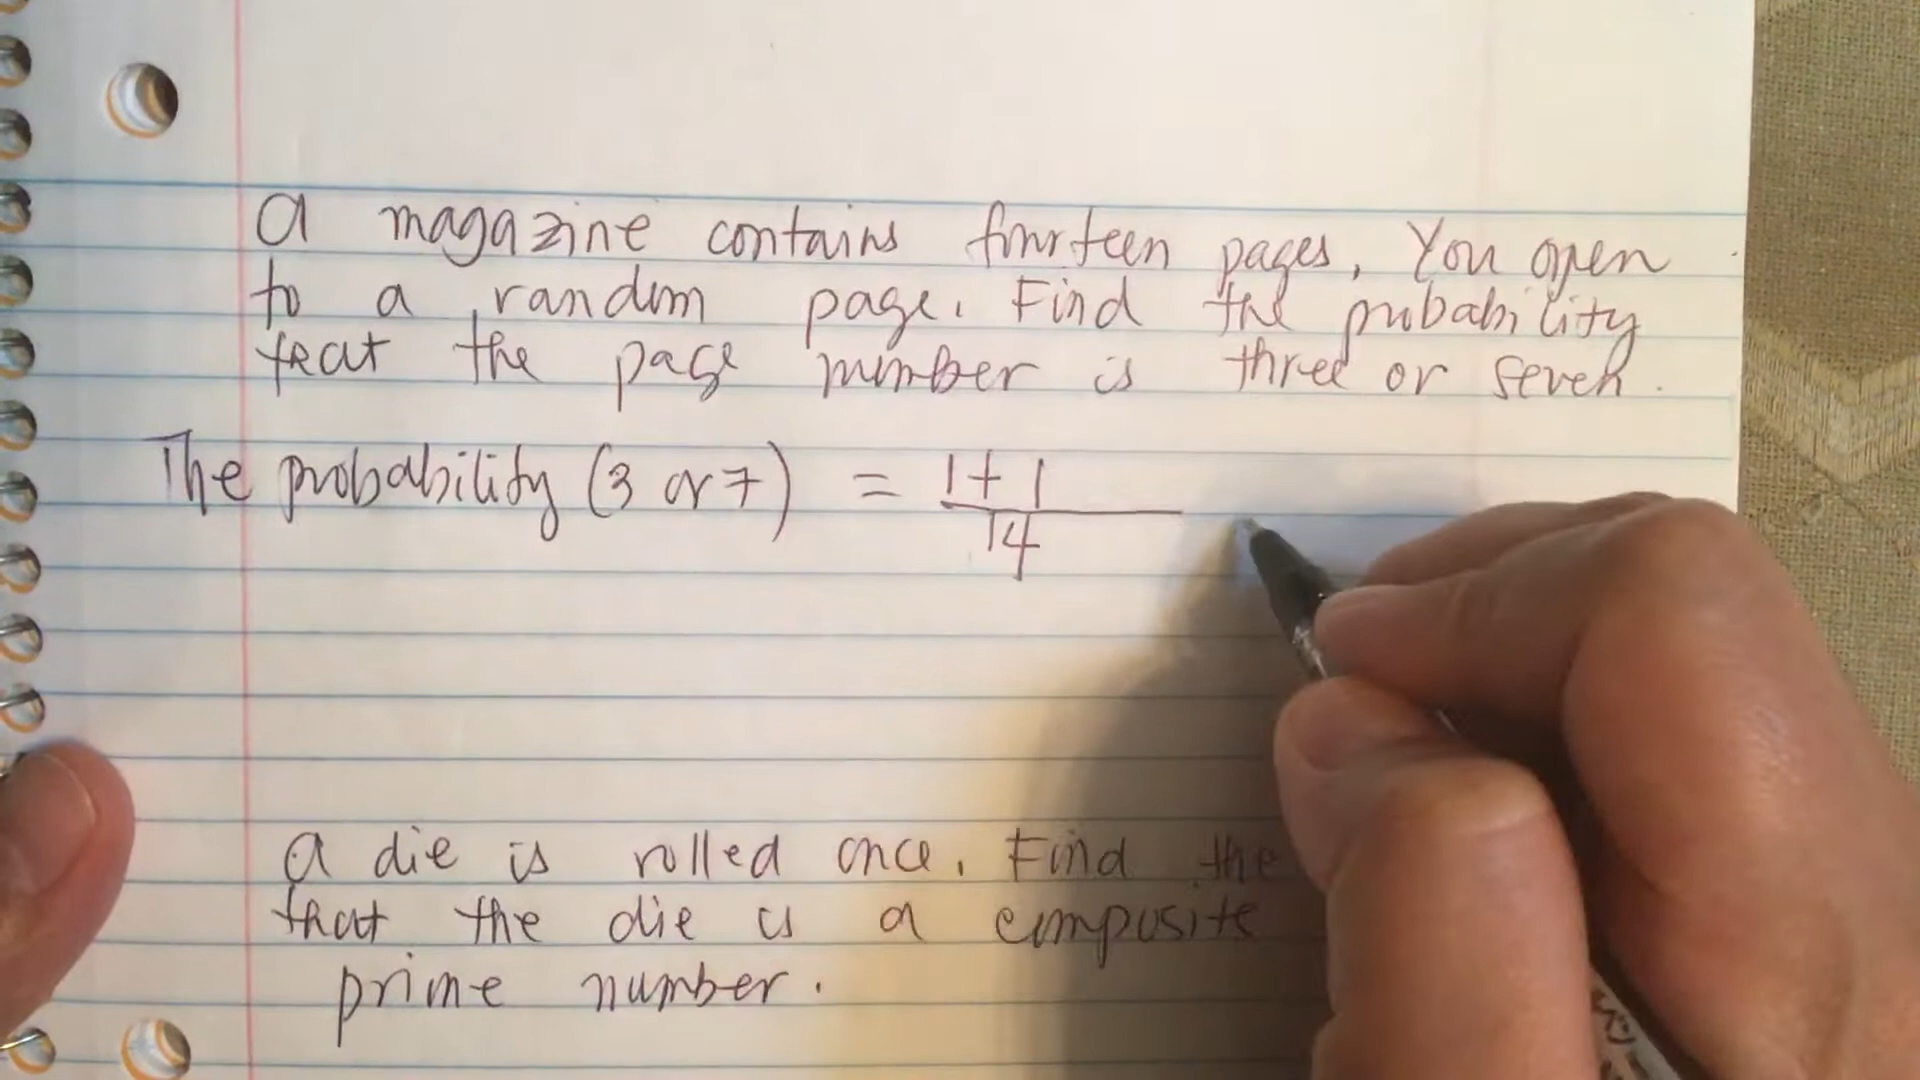 A magazine contains fourteen pages, You open
to a random page. Find the probability
that the page number is three or seven.
The probability (3 or 7) = 1+1
14
A die is rolled once. Find the
that the die is a composite
prime number.